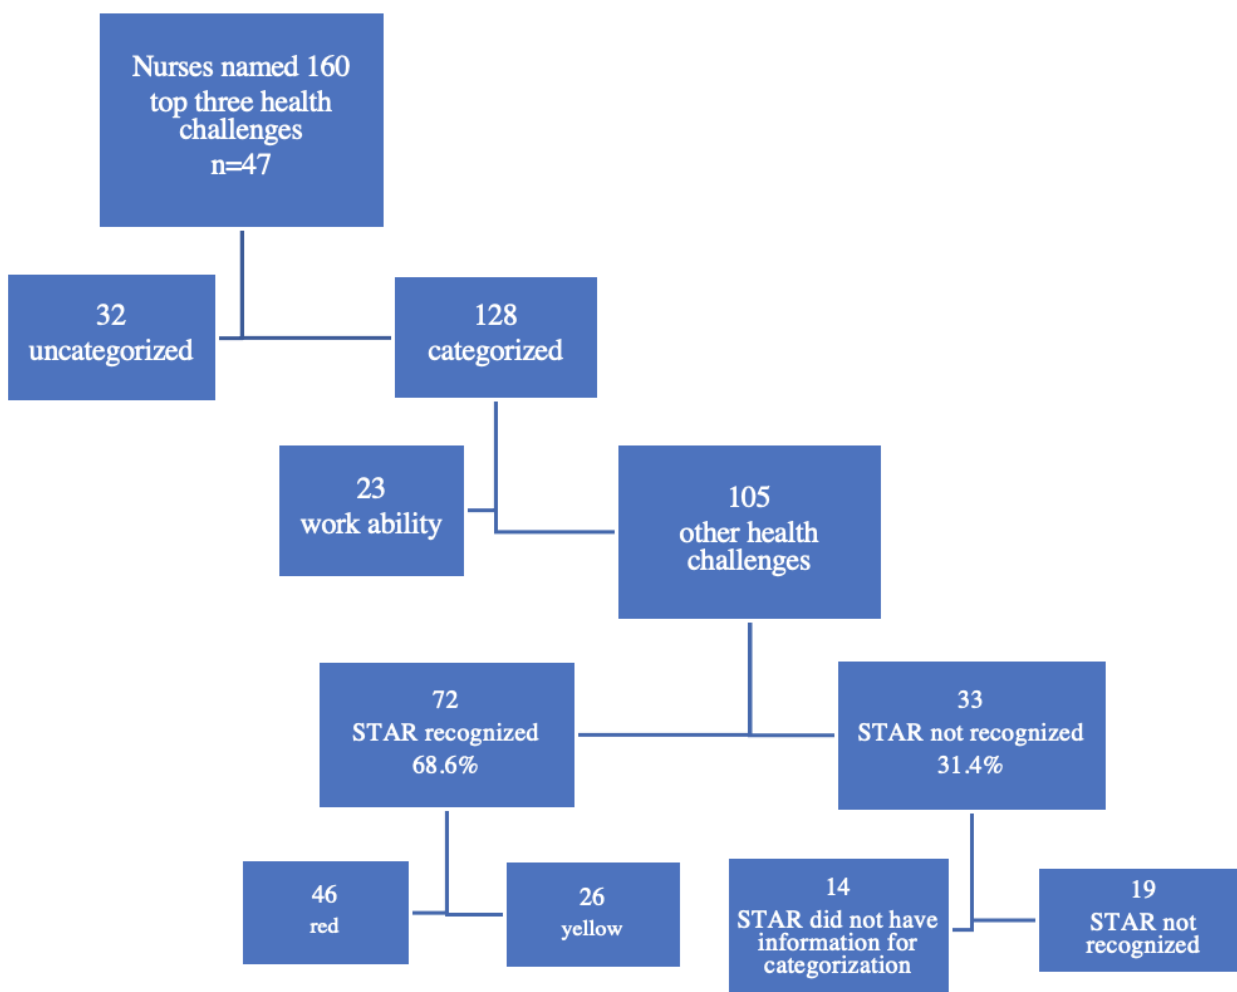 Nurses named 160
top three health
challenges
n=47
32
uncategorized
128
categorized
23
work ability
105
other health
challenges
72
STAR recognized
68.6%
33
STAR not recognized
31.4%
46
red
26
yellow
14
STAR did not have
information for
categorization
19
STAR not
recognized